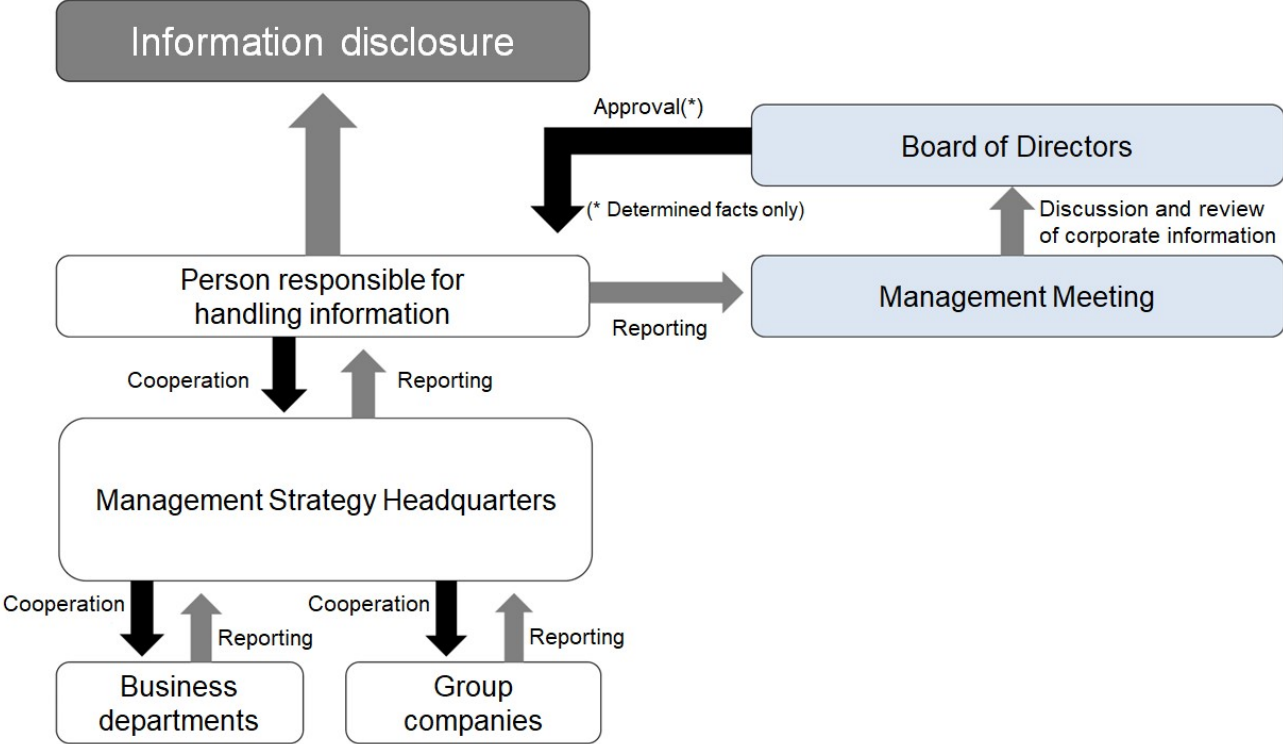 Information disclosure
Approval(*)
Board of Directors
(* Determined facts only)
Discussion and review
of corporate information
Person responsible for
handling information
Management Meeting
Reporting
Cooperation
Reporting
Management Strategy Headquarters
Cooperation
Reporting
Cooperation
Reporting
Business
departments
Group
companies